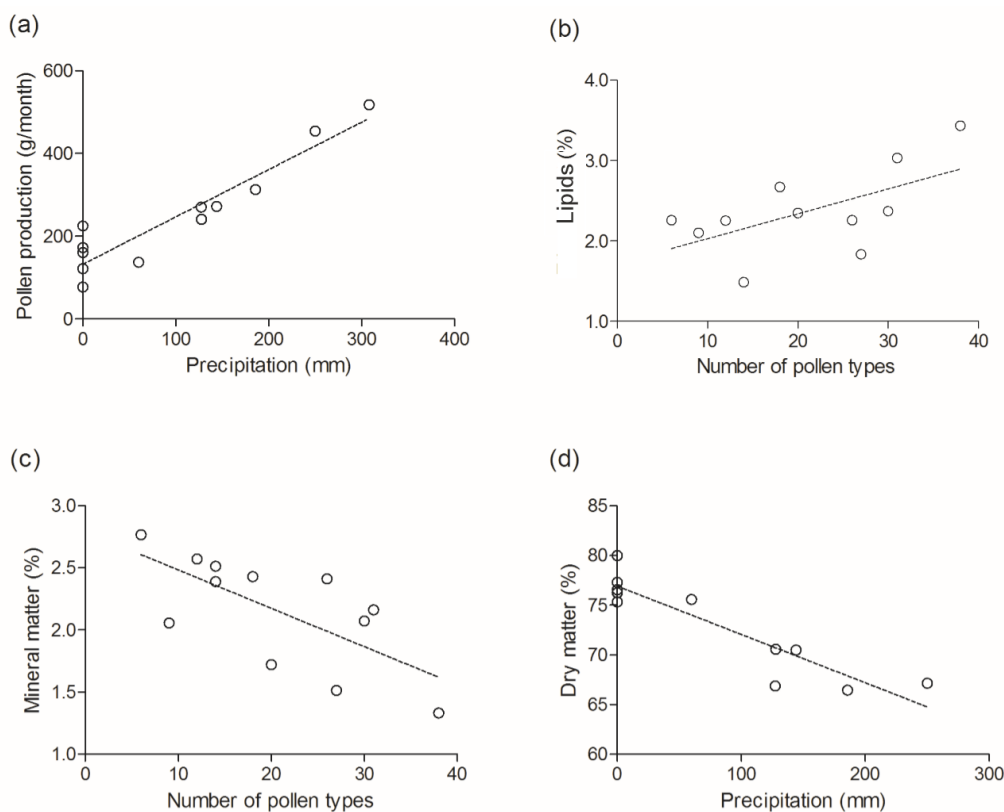 (a)
Pollen production (g/month)
600
400
200
0
0 100 200 300 400
Precipitation (mm)
(b)
Lipids (%)
4.0
3.0
2.0
1.0
0 10 20 30 40
Number of pollen types
(c)
Mineral matter (%)
3.0
2.5
2.0
1.5
1.0
0 10 20 30 40
Number of pollen types
(d)
Dry matter (%)
85
80
75
70
65
60
0 100 200 300
Precipitation (mm)